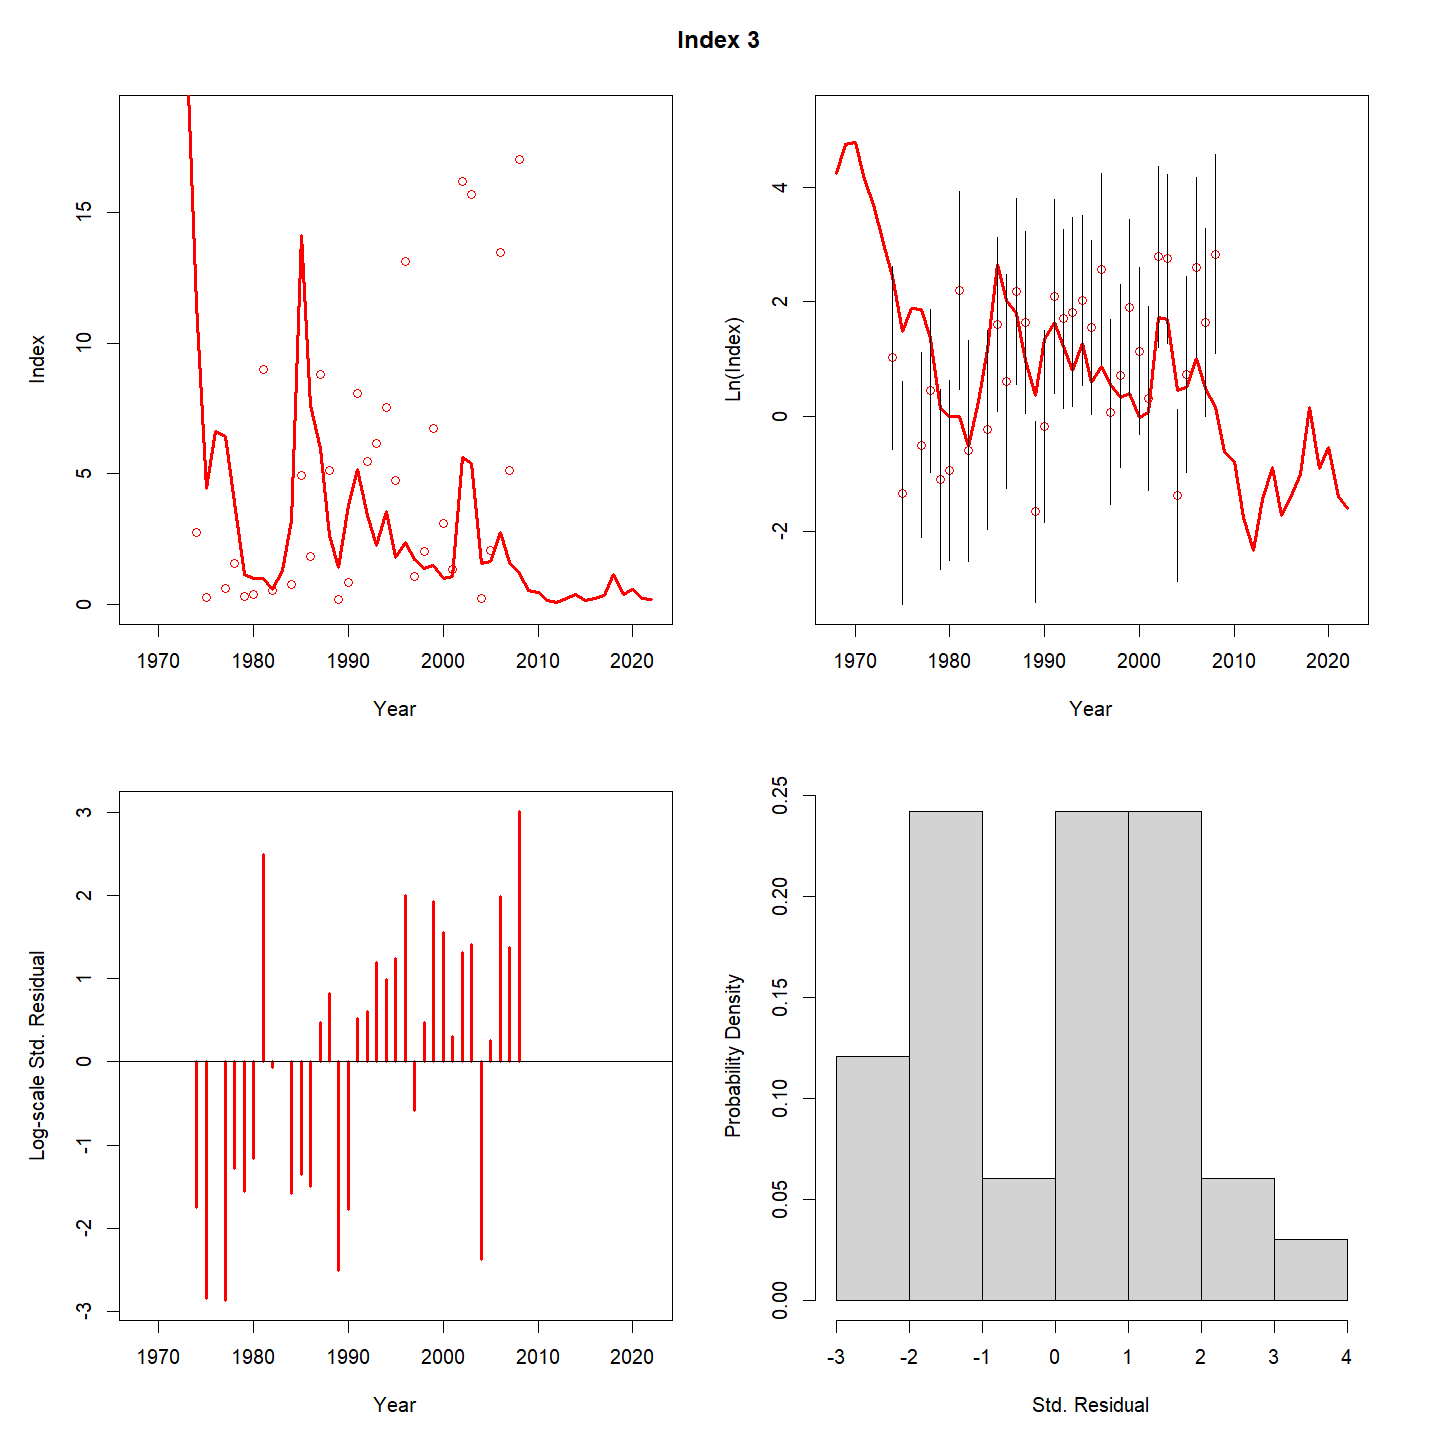 Index 3
Index
15
10
5
0
1970 1980 1990 2000 2010 2020
Year
Ln(Index)
4
2
0
-2
1970 1980 1990 2000 2010 2020
Year
Log-scale Std. Residual
3
2
1
0
-1
-2
-3
1970 1980 1990 2000 2010 2020
Year
Probability Density
0.25
0.20
0.15
0.10
0.05
0.00
-3 -2 -1 0 1 2 3 4
Std. Residual